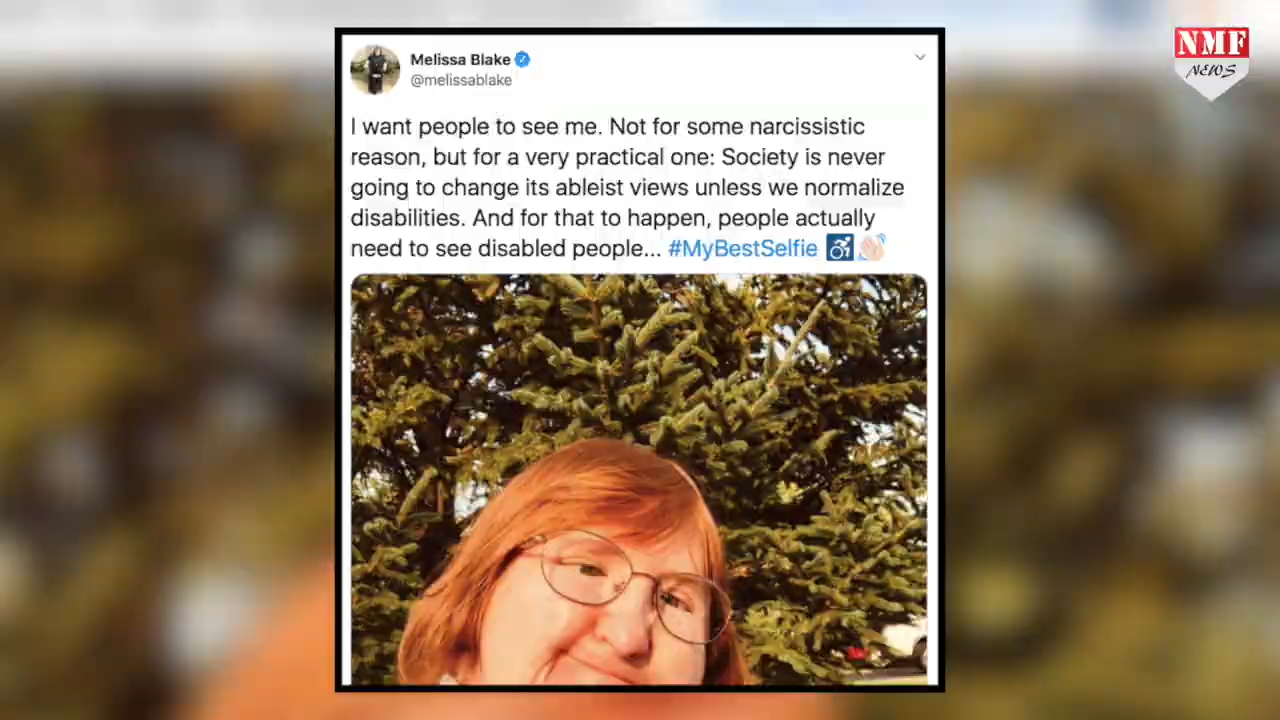 NMF
NEWS
Melissa Blake
@melissablake
I want people to see me. Not for some narcissistic
reason, but for a very practical one: Society is never
going to change its ableist views unless we normalize
disabilities. And for that to happen, people actually
need to see disabled people... #MyBestSelfie ♿👋🏻